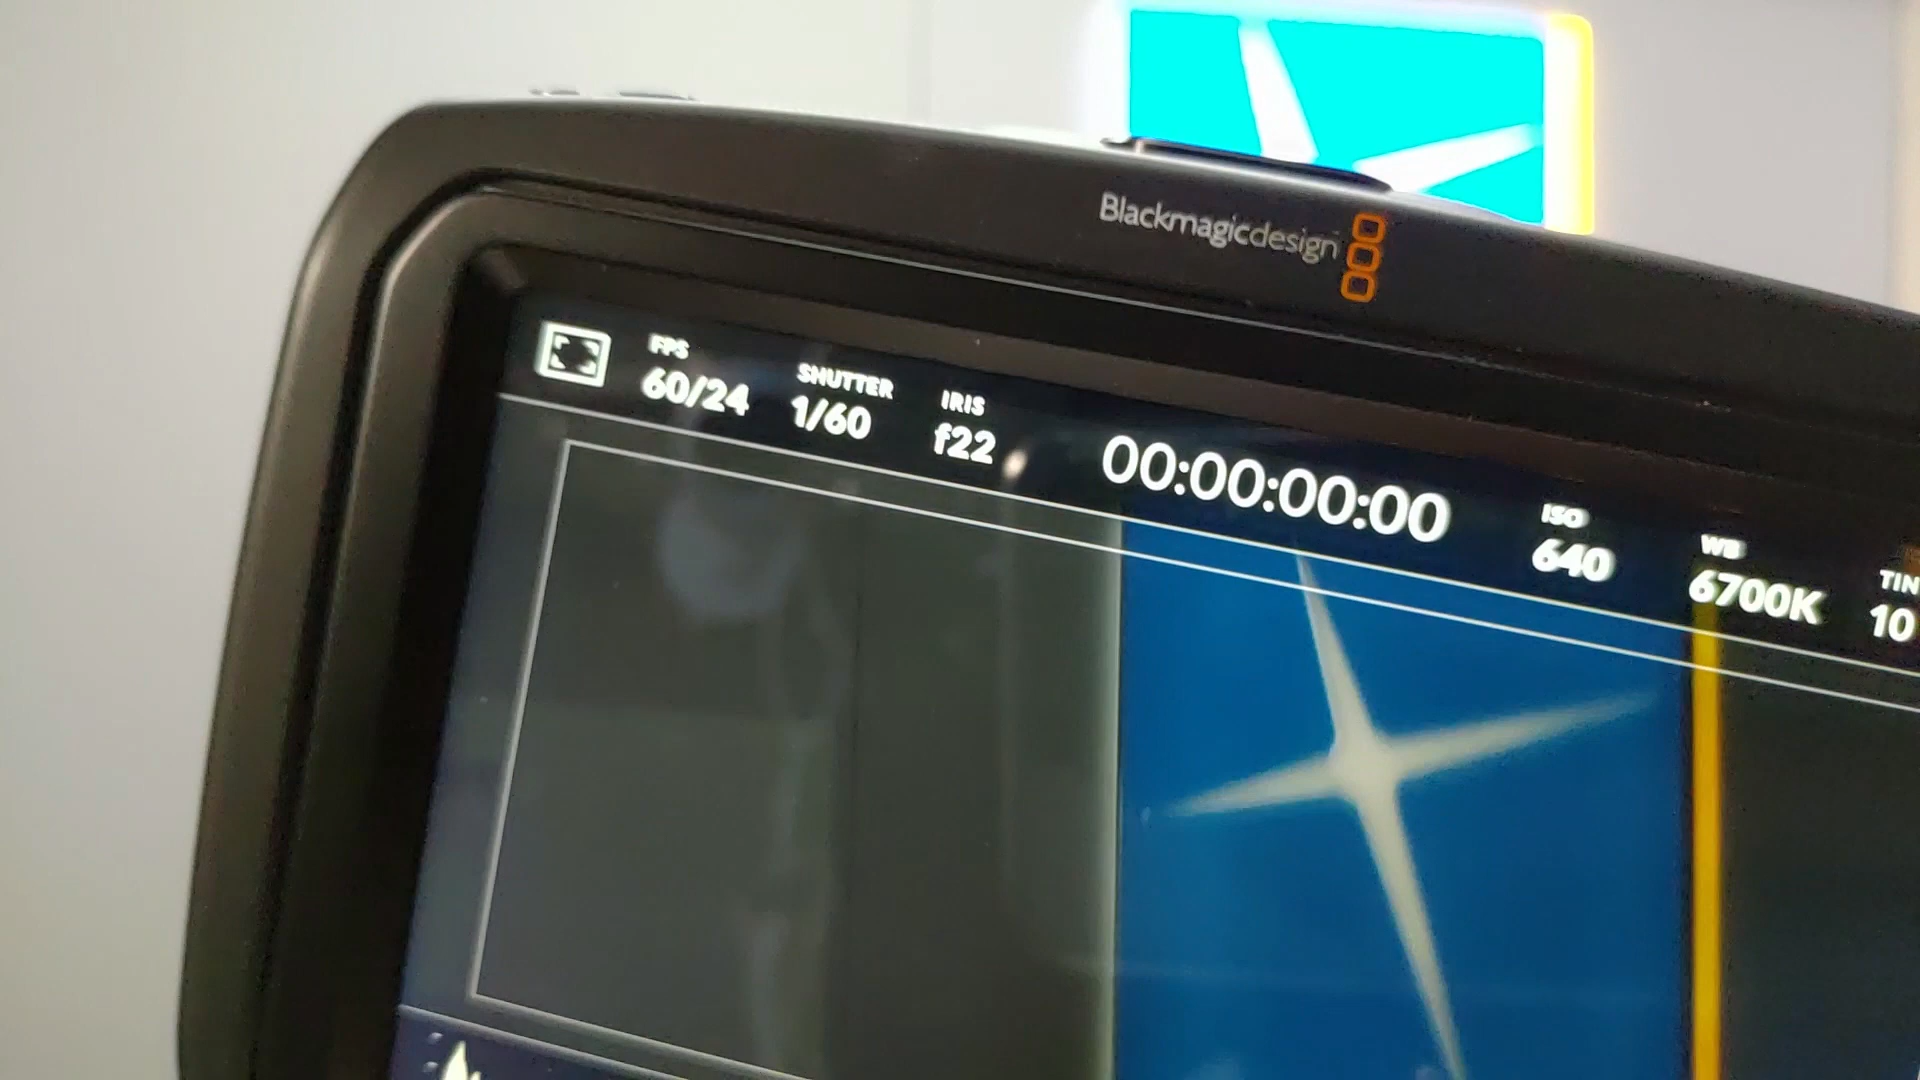 Blackmagicdesign
FPS
60/24
SHUTTER
1/60
IRIS
f22
00:00:00:00
ISO
640
WB
6700K
TIN
10